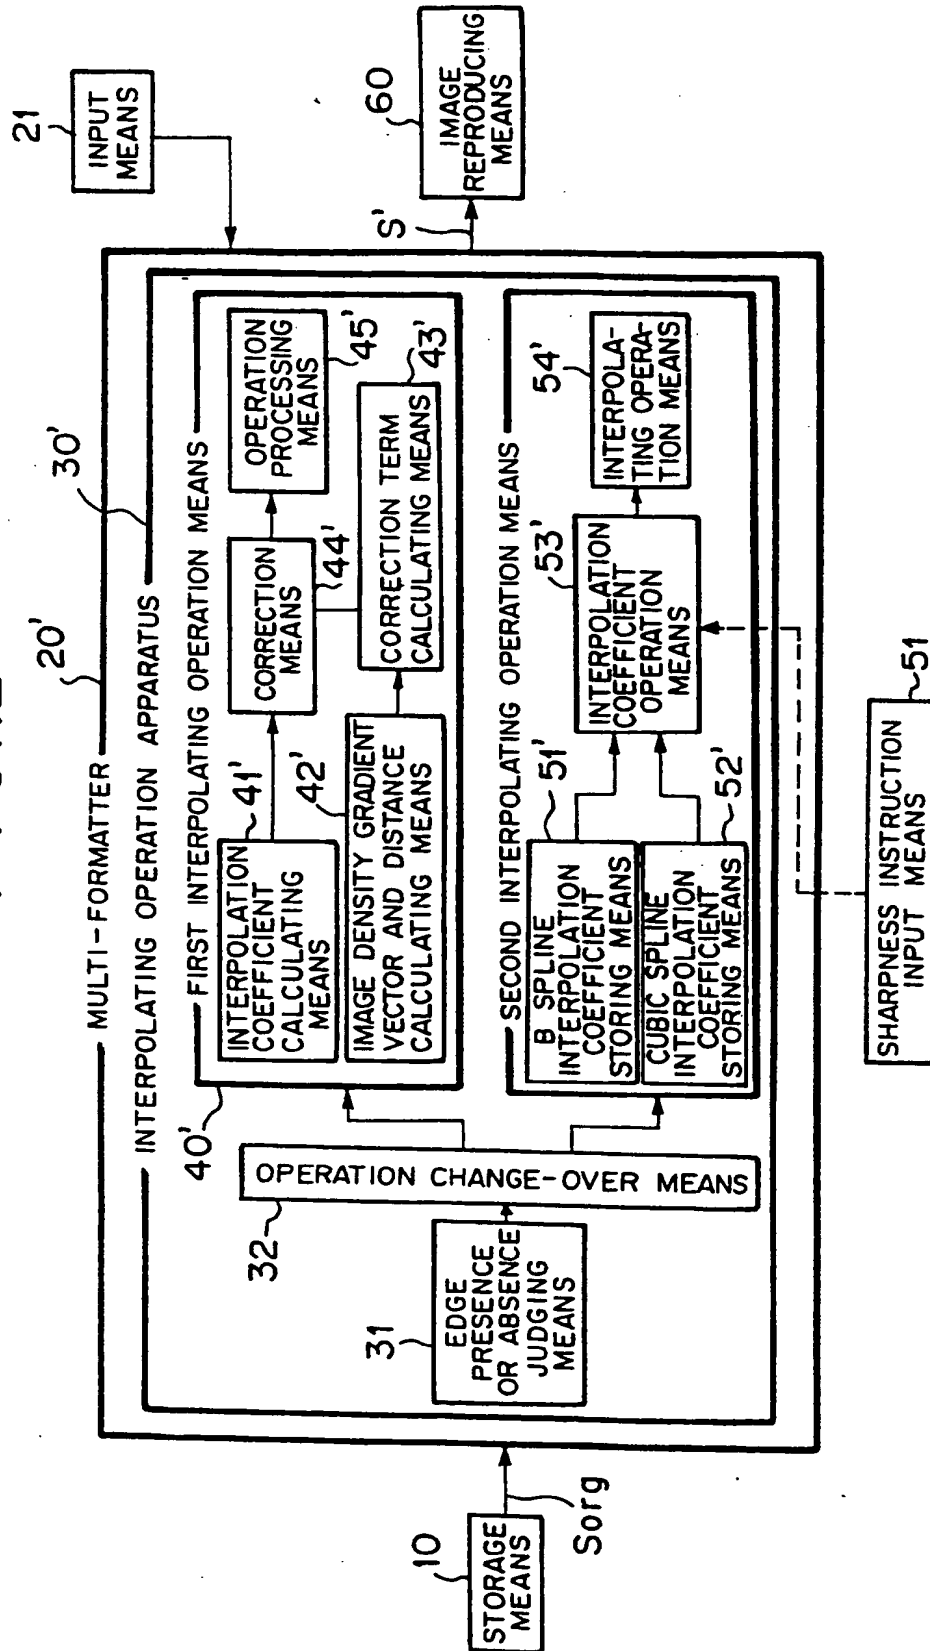 21
INPUT
MEANS
60
IMAGE
REPRODUCING
MEANS
S'
20'
MULTI-FORMATTER
30'
INTERPOLATING OPERATION APPARATUS
FIRST INTERPOLATING OPERATION MEANS
40'
41'
INTERPOLATION
COEFFICIENT
CALCULATING
MEANS
44'
CORRECTION
MEANS
45'
OPERATION
PROCESSING
MEANS
42'
IMAGE DENSITY GRADIENT
VECTOR AND DISTANCE
CALCULATING MEANS
43'
CORRECTION TERM
CALCULATING MEANS
32
OPERATION CHANGE-OVER MEANS
31
EDGE
PRESENCE
OR ABSENCE
JUDGING
MEANS
10
STORAGE
MEANS
Sorg
SECOND INTERPOLATING OPERATION MEANS
51'
B SPLINE
INTERPOLATION
COEFFICIENT
STORING MEANS
52'
CUBIC SPLINE
INTERPOLATION
COEFFICIENT
STORING MEANS
53'
INTERPOLATION
COEFFICIENT
OPERATION
MEANS
54'
INTERPOLA-
TING OPERA-
TION MEANS
51
SHARPNESS INSTRUCTION
INPUT MEANS